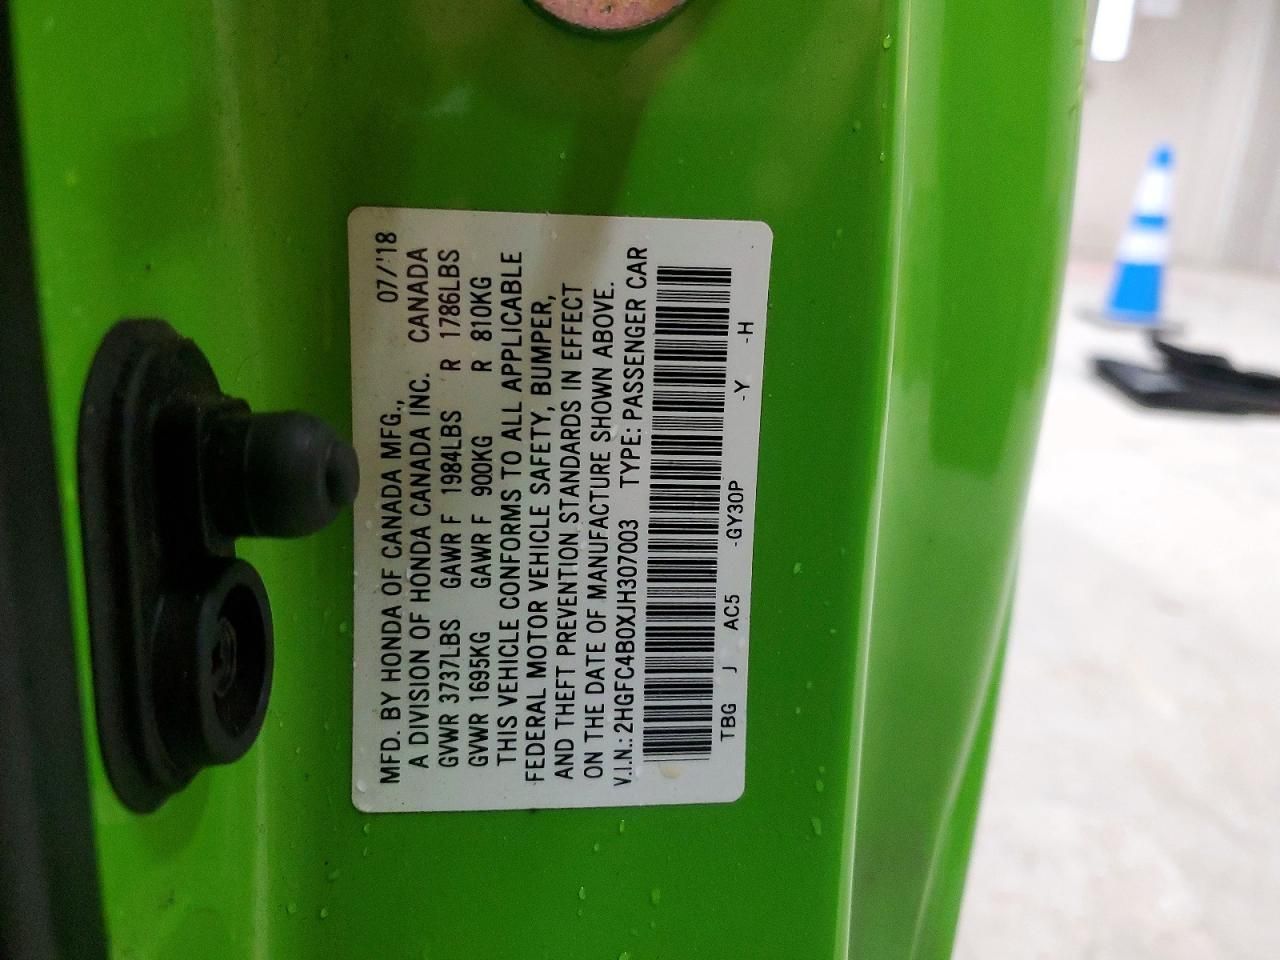 MFD. BY HONDA OF CANADA MFG., 07/'18
A DIVISION OF HONDA CANADA INC. CANADA
GVWR 3737LBS GAWR F 1984LBS R 1786LBS
GVWR 1695KG GAWR F 900KG R 810KG
THIS VEHICLE CONFORMS TO ALL APPLICABLE
FEDERAL MOTOR VEHICLE SAFETY, BUMPER,
AND THEFT PREVENTION STANDARDS IN EFFECT
ON THE DATE OF MANUFACTURE SHOWN ABOVE.
V.I.N.: 2HGFC4B0XJH307003 TYPE: PASSENGER CAR
TBG J AC5 -GY30P -Y -H